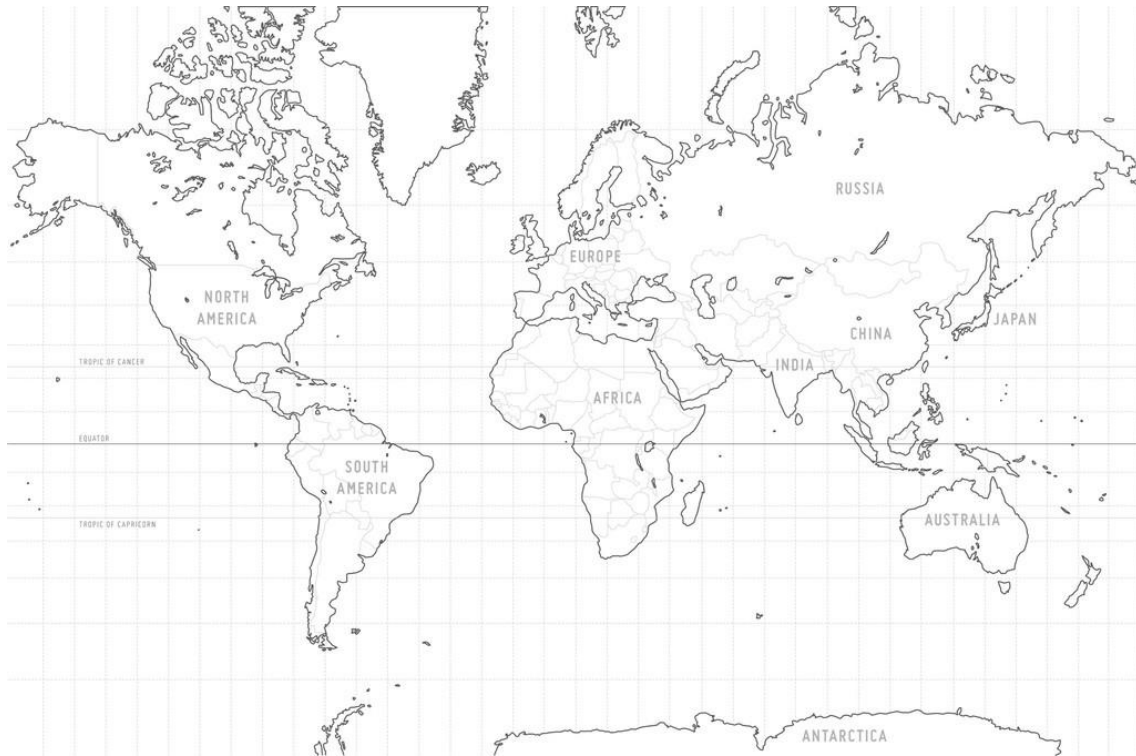 RUSSIA
EUROPE
NORTH
AMERICA
CHINA
JAPAN
TROPIC OF CANCER
INDIA
AFRICA
EQUATOR
SOUTH
AMERICA
TROPIC OF CAPRICORN
AUSTRALIA
ANTARCTICA